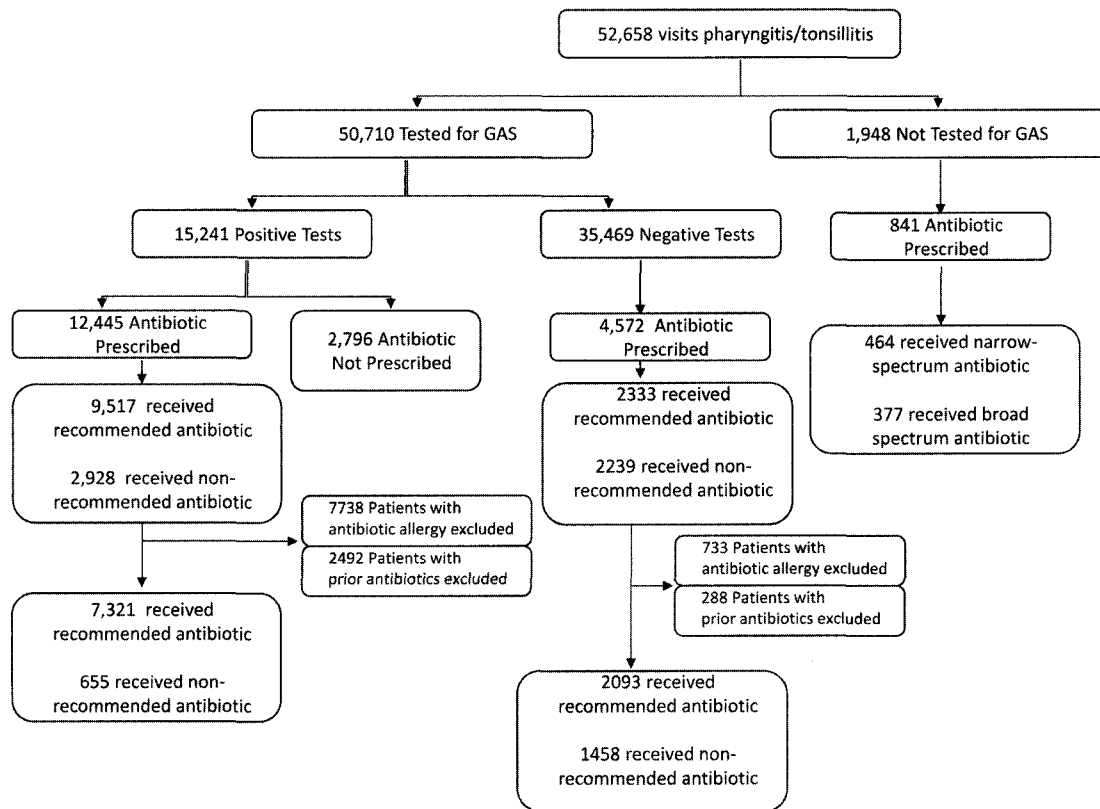 52,658 visits pharyngitis/tonsillitis
50,710 Tested for GAS
1,948 Not Tested for GAS
15,241 Positive Tests
35,469 Negative Tests
841 Antibiotic
Prescribed
12,445 Antibiotic
Prescribed
2,796 Antibiotic
Not Prescribed
4,572 Antibiotic
Prescribed
464 received narrow-
spectrum antibiotic
377 received broad
spectrum antibiotic
9,517 received
recommended antibiotic
2,928 received non-
recommended antibiotic
2333 received
recommended antibiotic
2239 received non-
recommended antibiotic
7738 Patients with
antibiotic allergy excluded
2492 Patients with
prior antibiotics excluded
733 Patients with
antibiotic allergy excluded
288 Patients with
prior antibiotics excluded
7,321 received
recommended antibiotic
655 received non-
recommended antibiotic
2093 received
recommended antibiotic
1458 received non-
recommended antibiotic